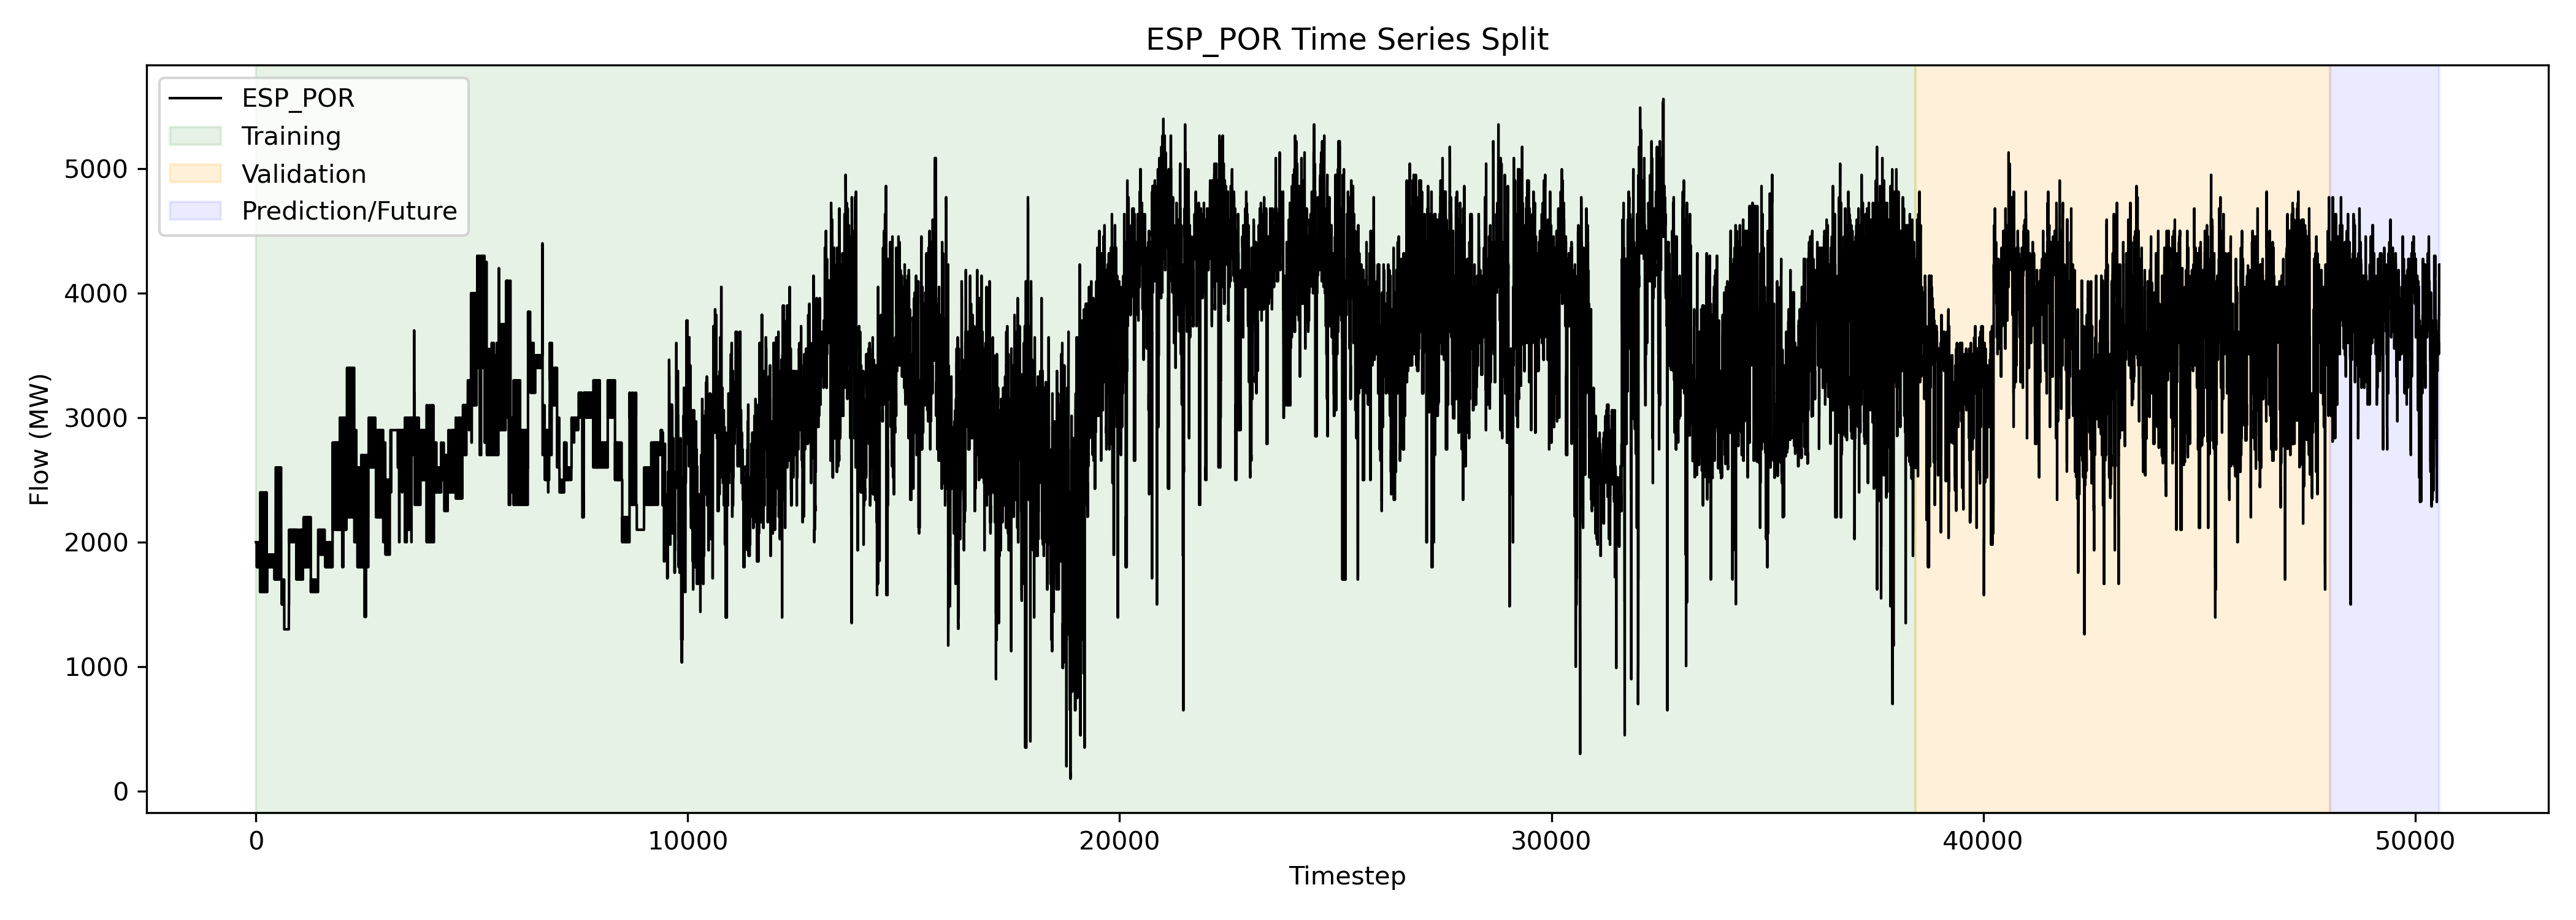 ESP_POR Time Series Split
ESP_POR
Training
Validation
Prediction/Future
Flow (MW)
5000
4000
3000
2000
1000
0
0 10000 20000 30000 40000 50000
Timestep